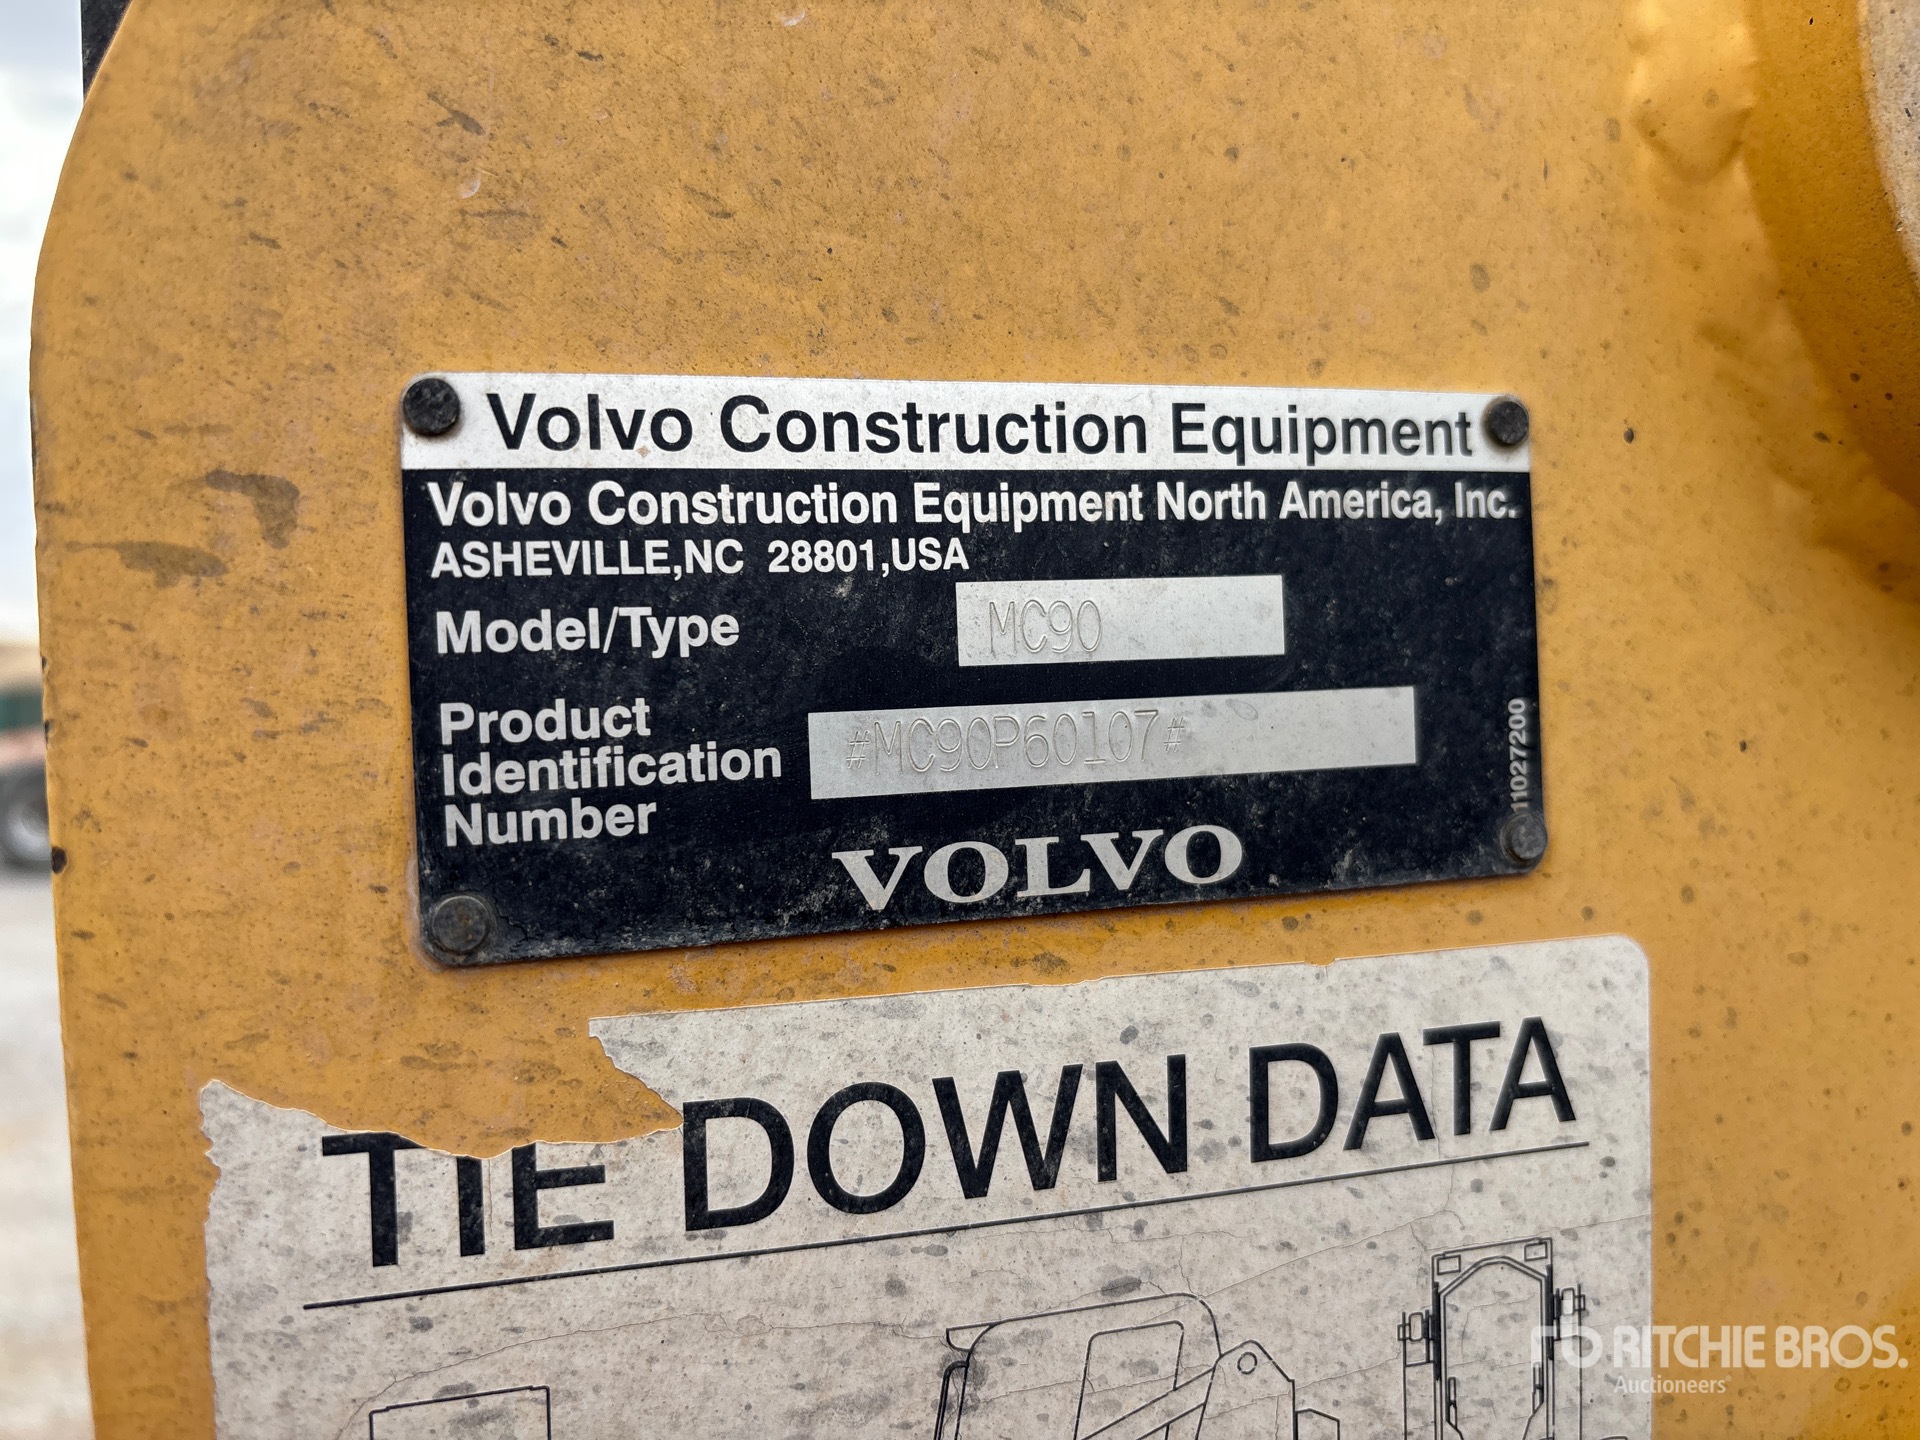 Volvo Construction Equipment
Volvo Construction Equipment North America, Inc.
ASHEVILLE,NC 28801,USA
Model/Type MC90
Product
Identification
Number
#MC90P60107#
11027200
VOLVO
TIE DOWN DATA
RITCHIE BROS.
Auctioneers